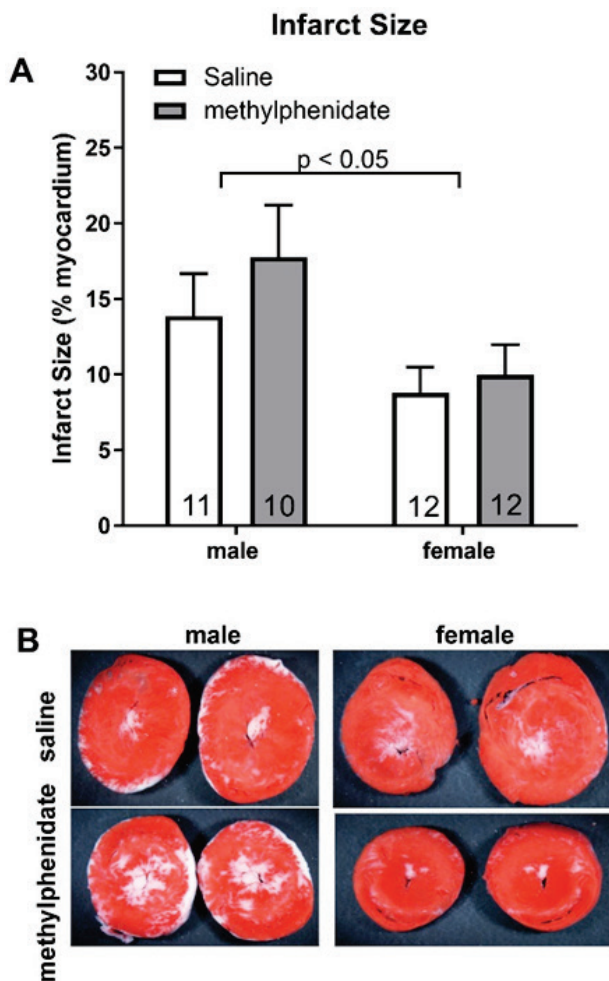 Infarct Size
A
Saline
methylphenidate
p < 0.05
Infarct Size (% myocardium)
30
25
20
15
10
5
0
11
10
12
12
male
female
B
male
female
saline
methylphenidate